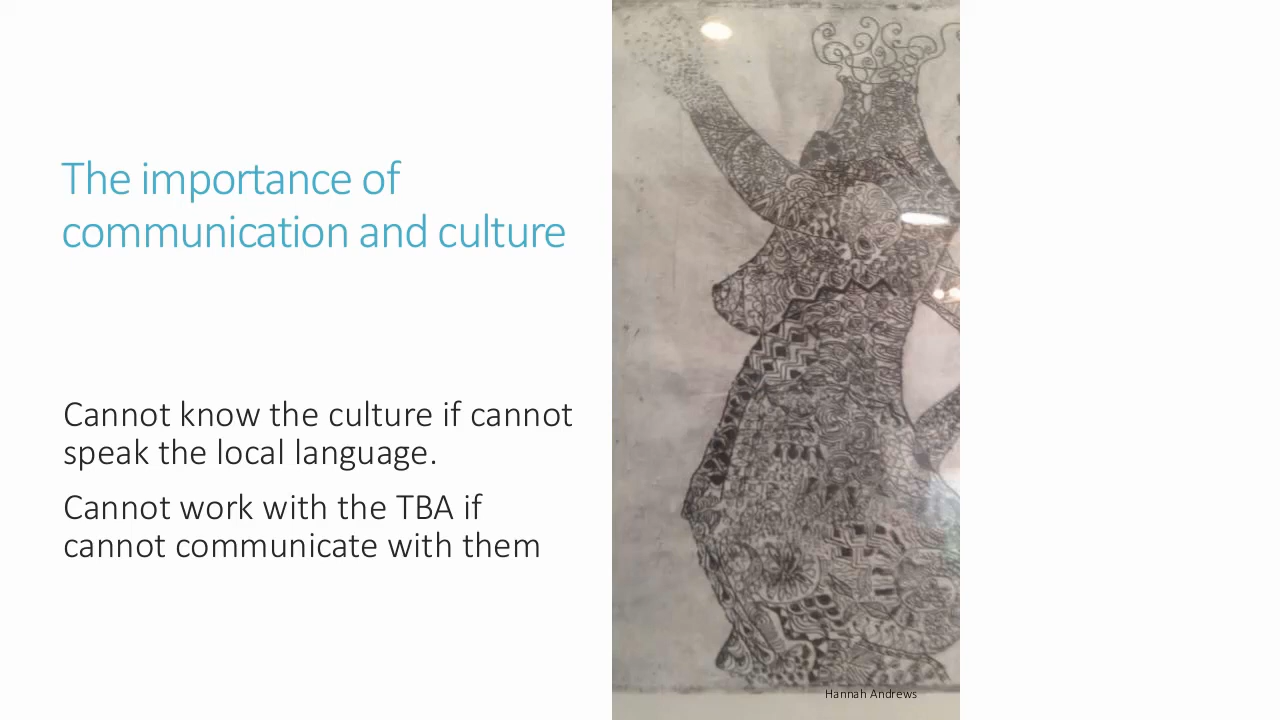 The importance of
communication and culture
Cannot know the culture if cannot
speak the local language.
Cannot work with the TBA if
cannot communicate with them
Hannah Andrews